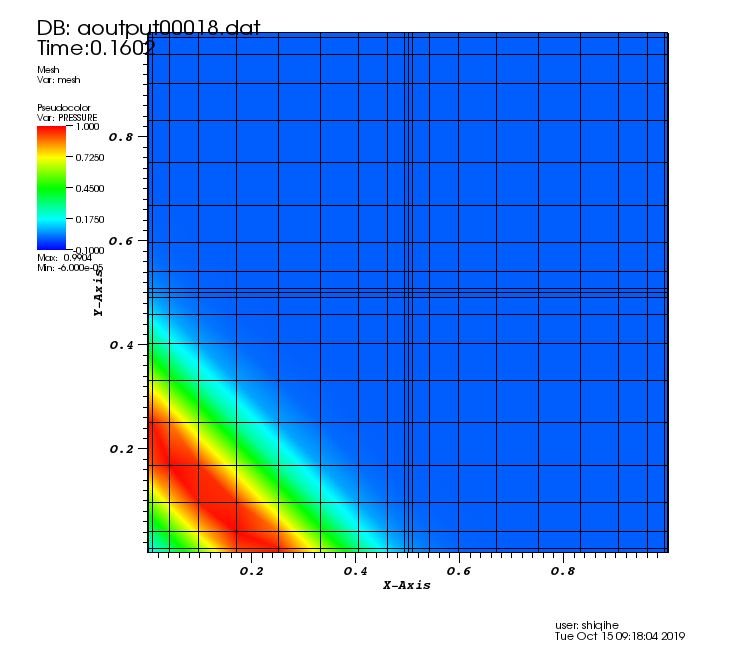 DB: aoutput00018.dat
Time:0.1602
Mesh
Var: mesh
Pseudocolor
Var: PRESSURE
1.000
0.7250
0.4500
0.1750
-0.1000
Max: 0.9904
Min: -6.000e-05
Y-Axis
0.8
0.6
0.4
0.2
0.2 0.4 0.6 0.8
X-Axis
user: shiqihe
Tue Oct 15 09:18:04 2019